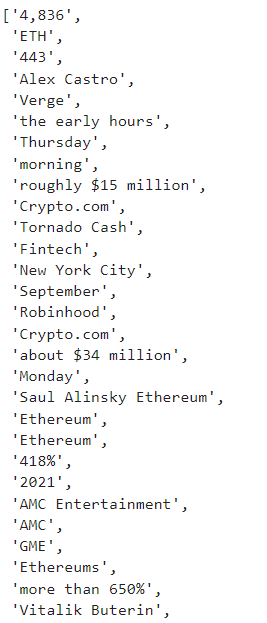 ['4,836',
'ETH',
'443',
'Alex Castro',
'Verge',
'the early hours',
'Thursday',
'morning',
'roughly $15 million',
'Crypto.com',
'Tornado Cash',
'Fintech',
'New York City',
'September',
'Robinhood',
'Crypto.com',
'about $34 million',
'Monday',
'Saul Alinsky Ethereum',
'Ethereum',
'Ethereum',
'418%',
'2021',
'AMC Entertainment',
'AMC',
'GME',
'Ethereums',
'more than 650%',
'Vitalik Buterin',